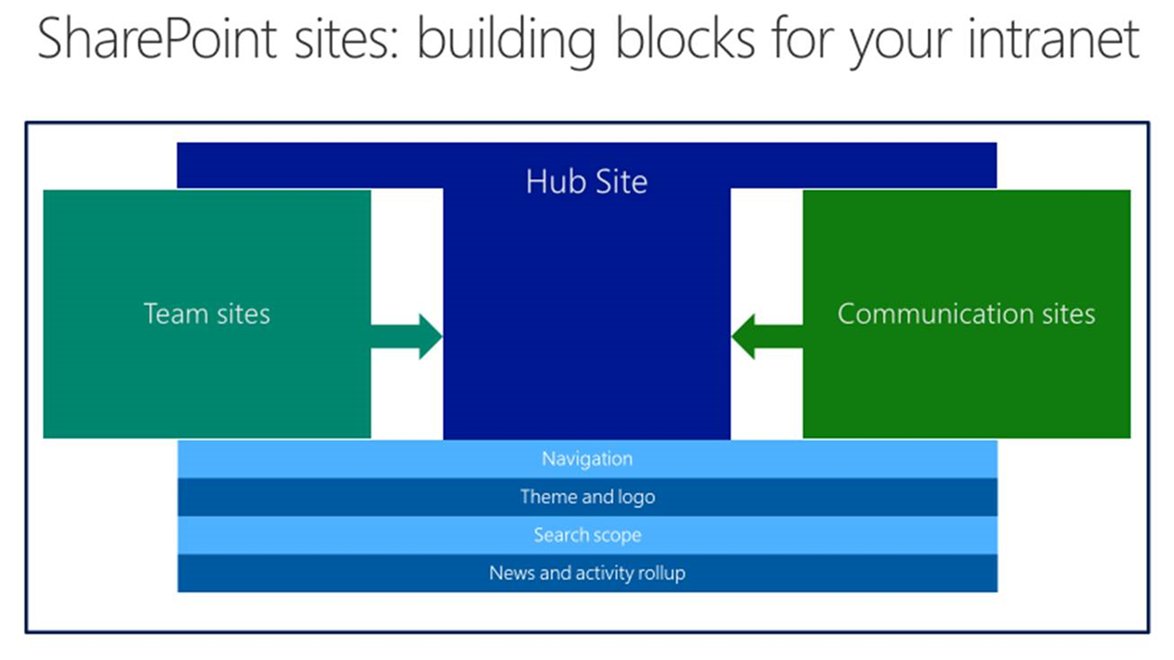 SharePoint sites: building blocks for your intranet
Hub Site
Team sites
Communication sites
Navigation
Theme and logo
Search scope
News and activity rollup